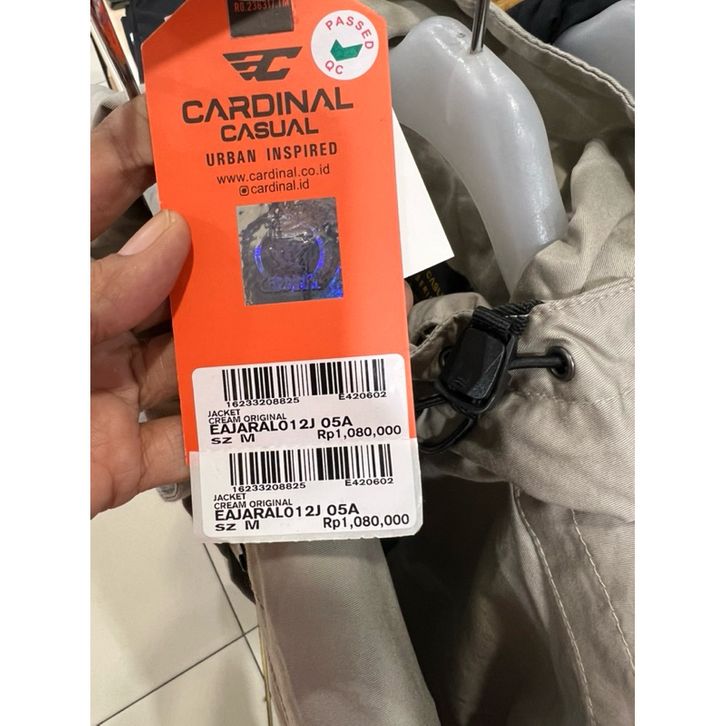 PASSED
QC
CARDINAL
CASUAL
URBAN INSPIRED
www.cardinal.co.id
cardinal.id
CARDINAL
16233208825 E420602
JACKET
CREAM ORIGINAL
EAJARAL012J 05A
SZ M Rp1,080,000
16233208825 E420602
JACKET
CREAM ORIGINAL
EAJARAL012J 05A
SZ M Rp1,080,000